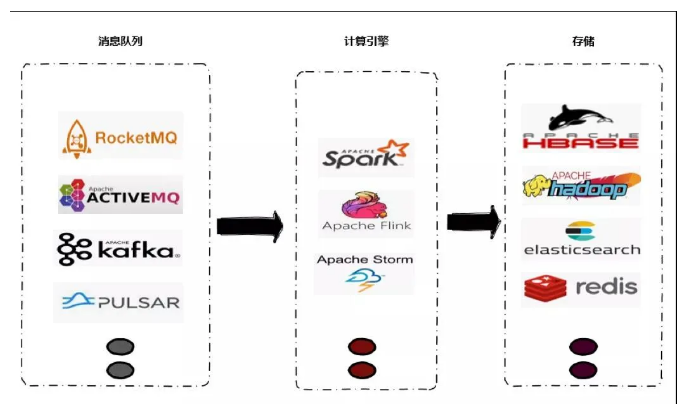 消息队列
计算引擎
存储
RocketMQ
Apache
ACTIVEMQ
APACHE
kafka®
PULSAR
APACHE
Spark™
Apache Flink
Apache Storm
APACHE
HBASE
APACHE
hadoop
elasticsearch
redis